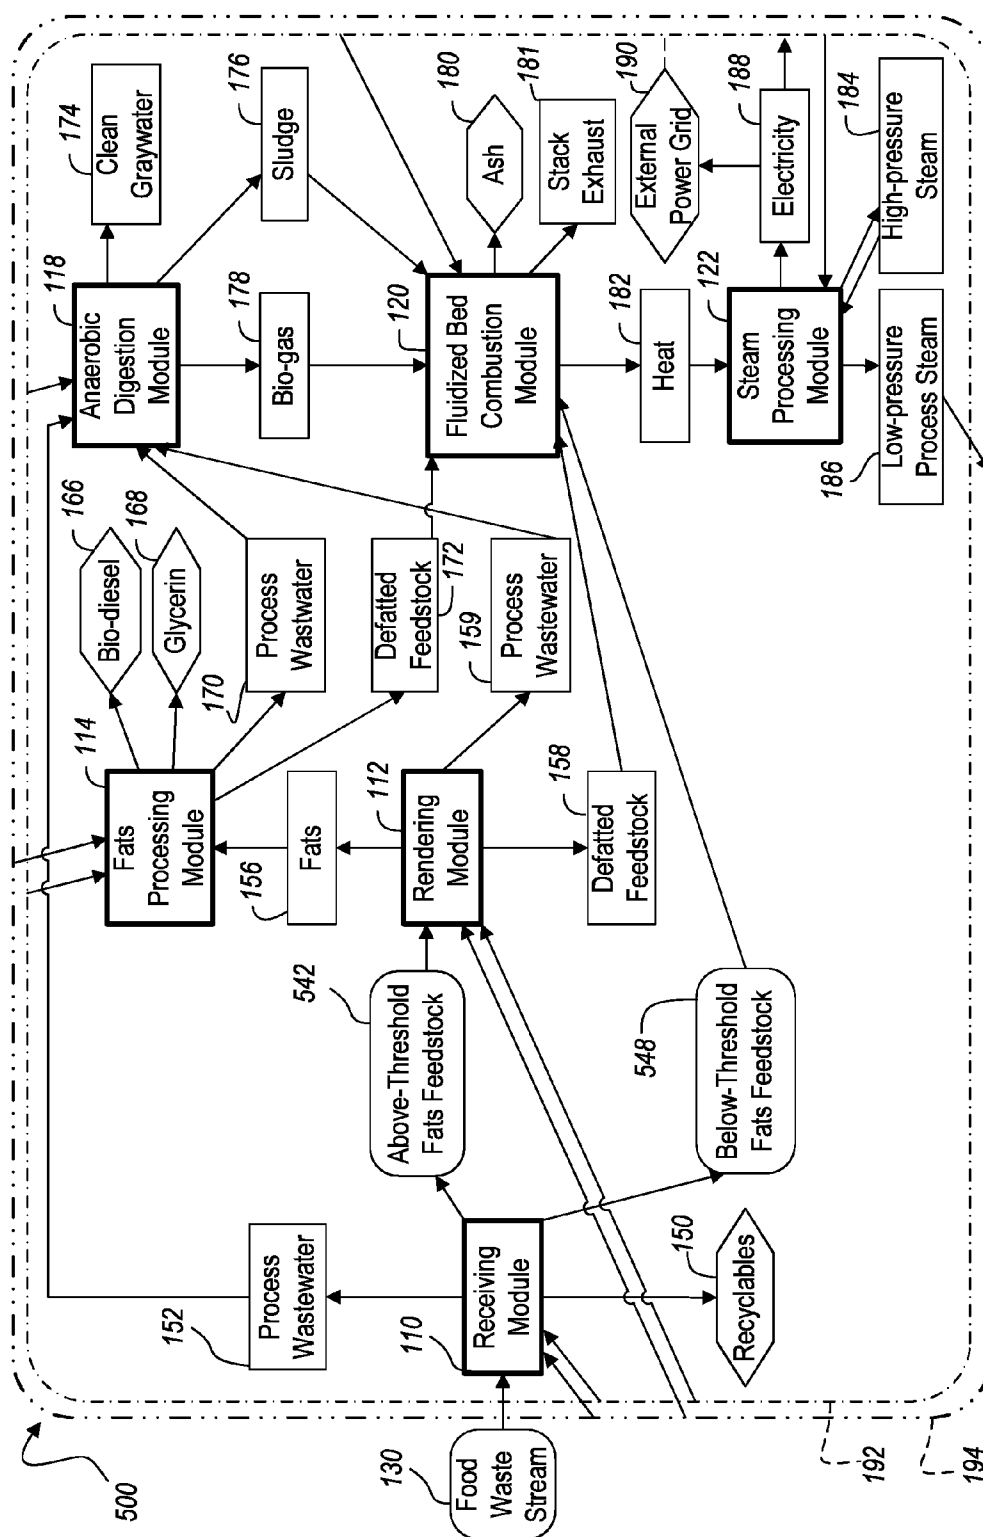 500
130
Food
Waste
Stream
152
Process
Wastewater
110
Receiving
Module
150
Recyclables
542
Above-Threshold
Fats Feedstock
548
Below-Threshold
Fats Feedstock
114
Fats
Processing
Module
156
Fats
112
Rendering
Module
158
Defatted
Feedstock
166
Bio-diesel
168
Glycerin
170
Process
Wastwater
Defatted
Feedstock
172
159
Process
Wastewater
118
Anaerobic
Digestion
Module
178
Bio-gas
120
Fluidized Bed
Combustion
Module
182
Heat
122
Steam
Processing
Module
186
Low-pressure
Process Steam
174
Clean
Graywater
176
Sludge
180
Ash
181
Stack
Exhaust
190
External
Power Grid
188
Electricity
184
High-pressure
Steam
192
194